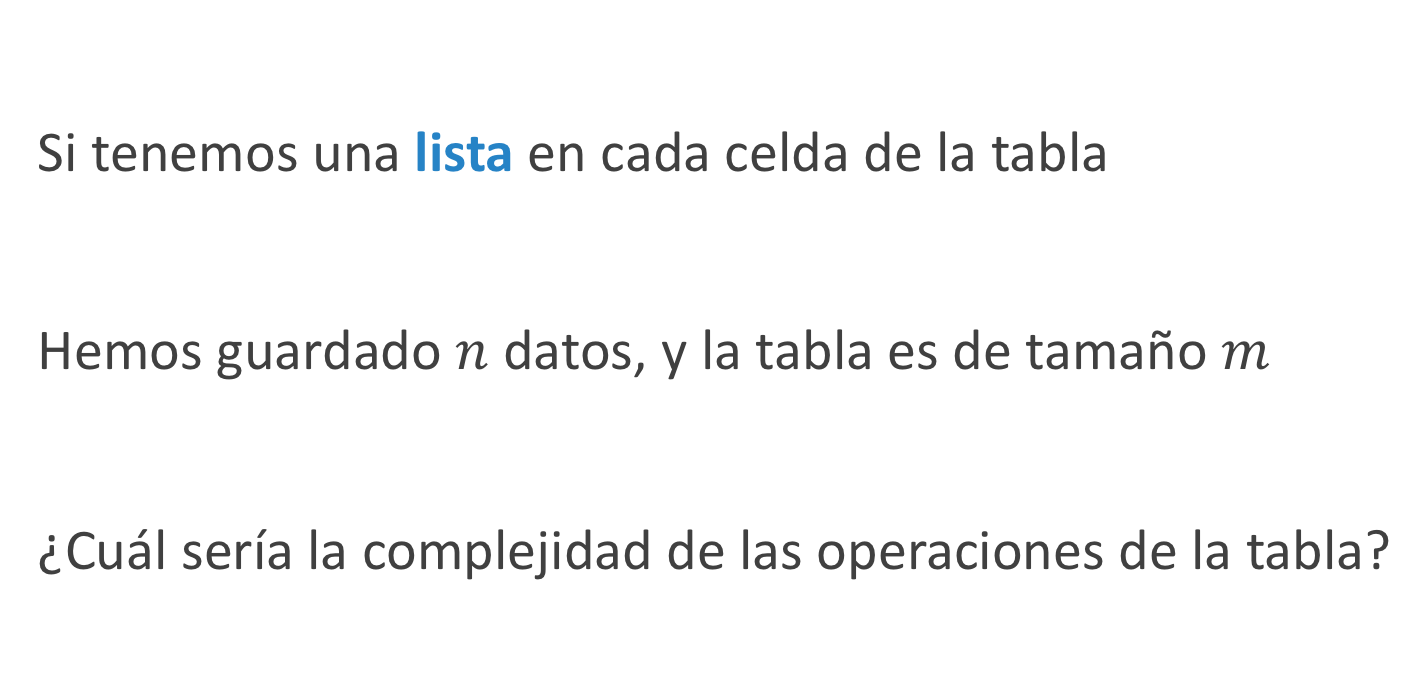 Si tenemos una lista en cada celda de la tabla
Hemos guardado n datos, y la tabla es de tamaño m
¿Cuál sería la complejidad de las operaciones de la tabla?